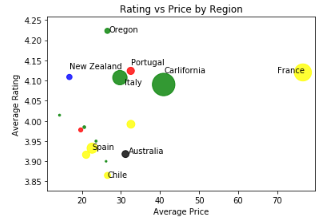 Rating vs Price by Region
4.25
4.20
4.15
4.10
4.05
4.00
3.95
3.90
3.85
Average Rating
Oregon
Portugal
New Zealand
Carlifornia
France
Italy
Spain
Australia
Chile
20
30
40
50
60
70
Average Price